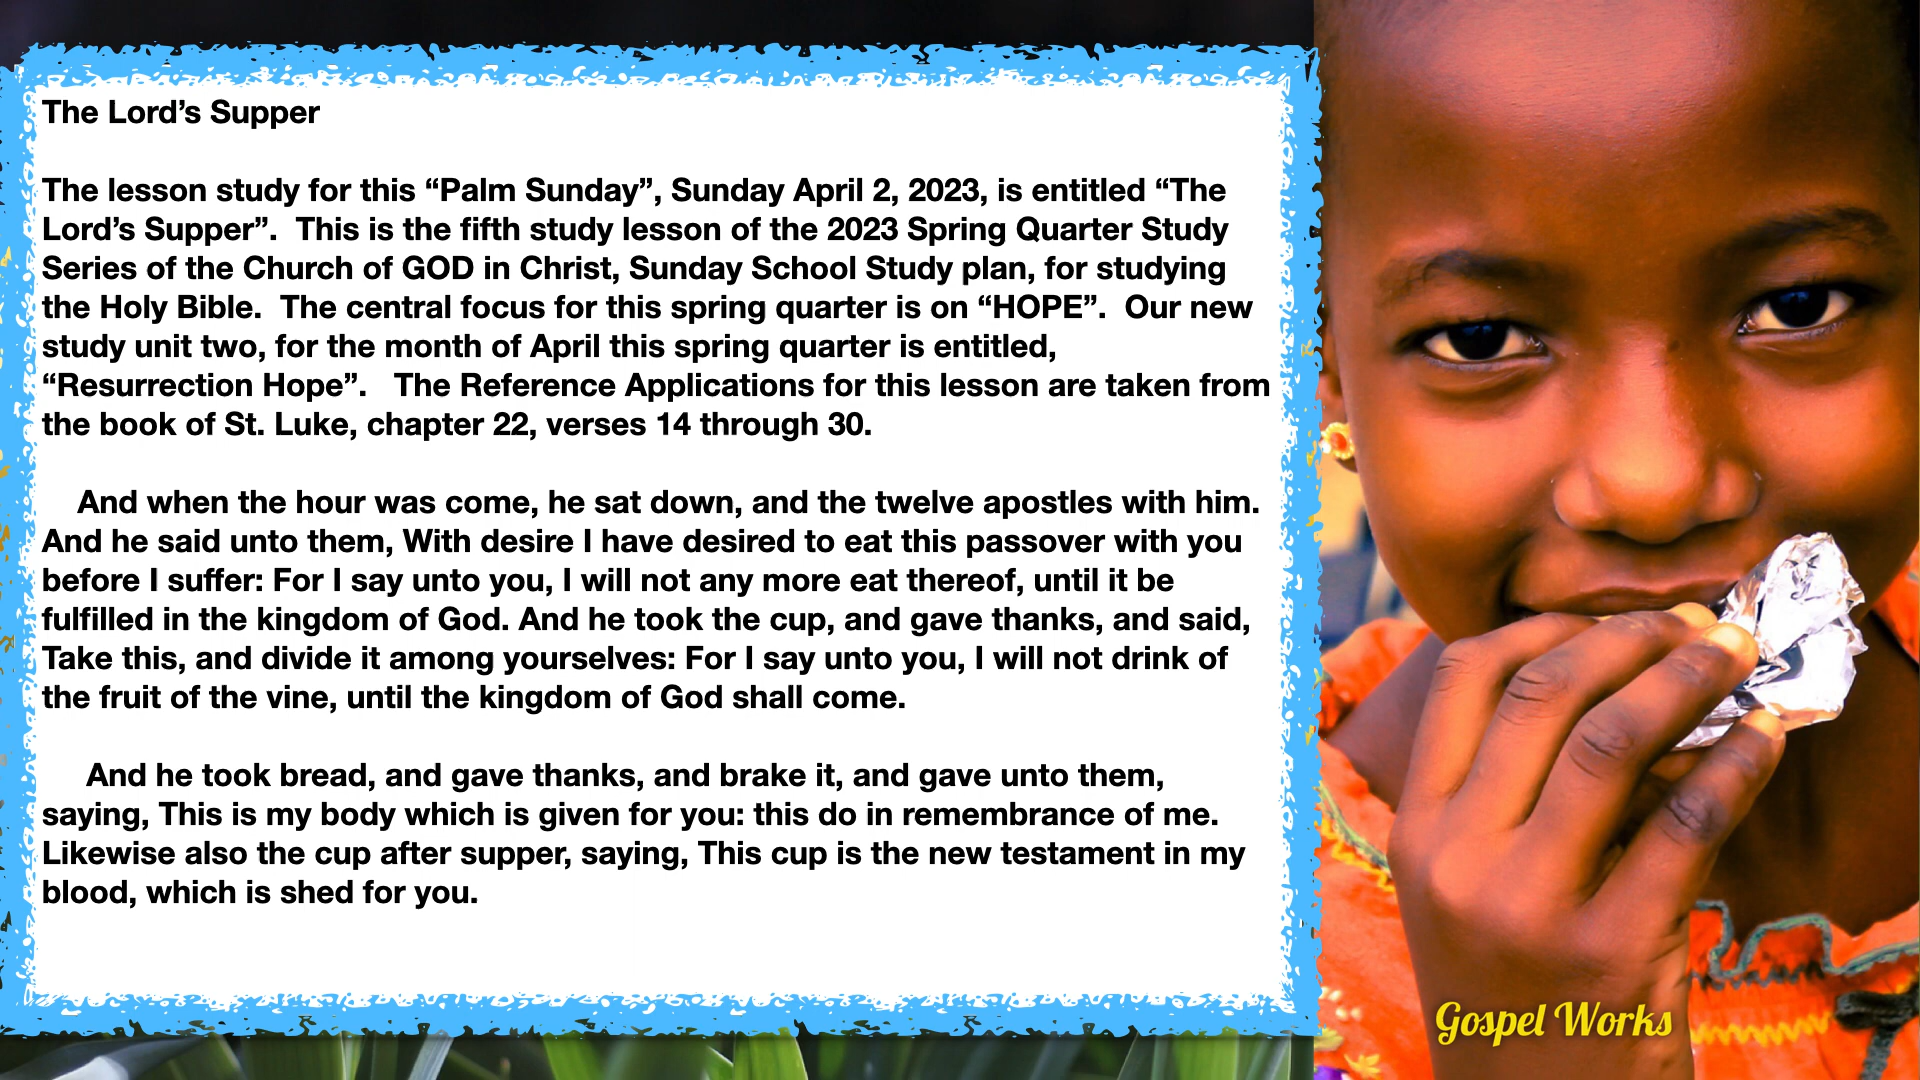 The Lord’s Supper
The lesson study for this “Palm Sunday”, Sunday April 2, 2023, is entitled “The
Lord’s Supper”.  This is the fifth study lesson of the 2023 Spring Quarter Study
Series of the Church of GOD in Christ, Sunday School Study plan, for studying
the Holy Bible.  The central focus for this spring quarter is on “HOPE”.  Our new
study unit two, for the month of April this spring quarter is entitled,
“Resurrection Hope”.   The Reference Applications for this lesson are taken from
the book of St. Luke, chapter 22, verses 14 through 30.
And when the hour was come, he sat down, and the twelve apostles with him.
And he said unto them, With desire I have desired to eat this passover with you
before I suffer: For I say unto you, I will not any more eat thereof, until it be
fulfilled in the kingdom of God. And he took the cup, and gave thanks, and said,
Take this, and divide it among yourselves: For I say unto you, I will not drink of
the fruit of the vine, until the kingdom of God shall come.
And he took bread, and gave thanks, and brake it, and gave unto them,
saying, This is my body which is given for you: this do in remembrance of me.
Likewise also the cup after supper, saying, This cup is the new testament in my
blood, which is shed for you.
Gospel Works